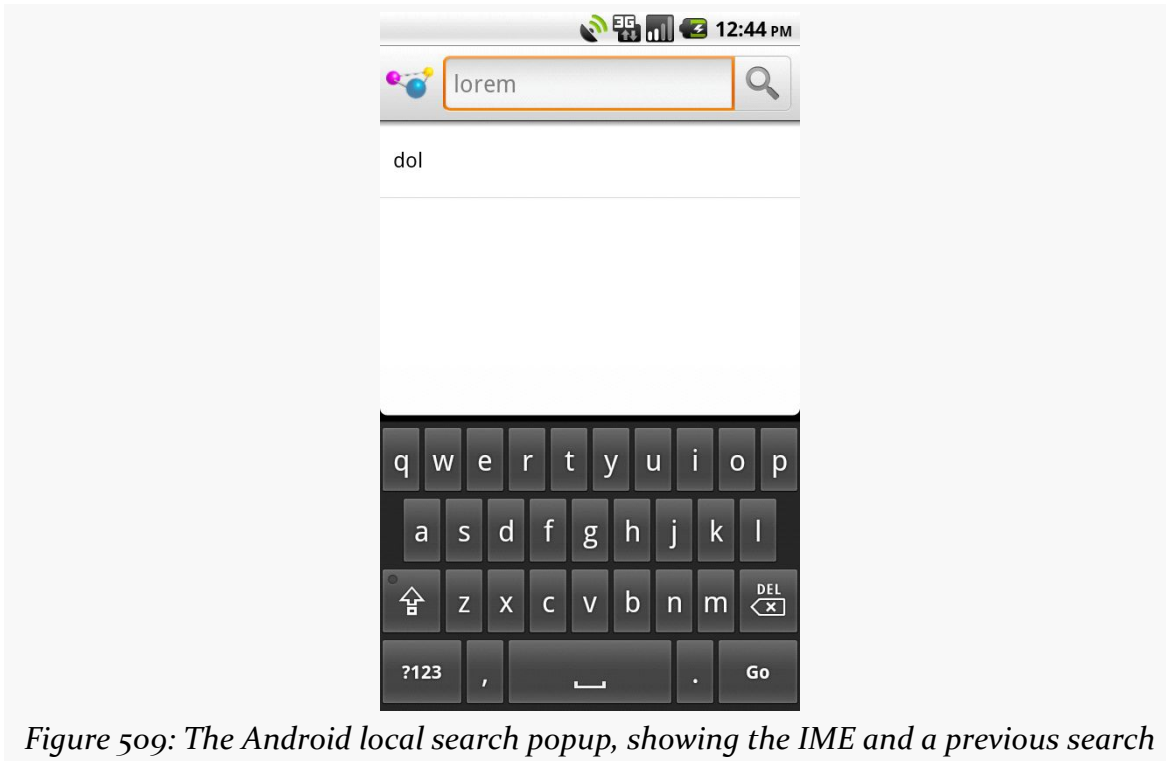 3G 12:44 PM
lorem
dol
q w e r t y u i o p
a s d f g h j k l
z x c v b n m DEL
?123 , . Go
Figure 509: The Android local search popup, showing the IME and a previous search